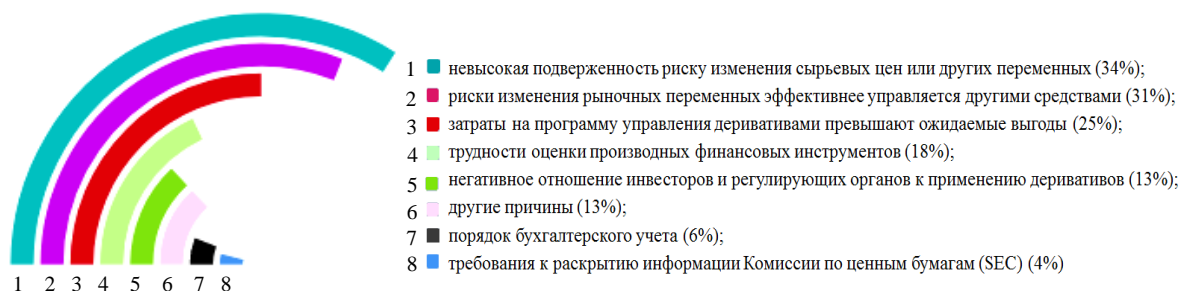 1 невысокая подверженность риску изменения сырьевых цен или других переменных (34%);
2 риски изменения рыночных переменных эффективнее управляется другими средствами (31%);
3 затраты на программу управления деривативами превышают ожидаемые выгоды (25%);
4 трудности оценки производных финансовых инструментов (18%);
5 негативное отношение инвесторов и регулирующих органов к применению деривативов (13%);
6 другие причины (13%);
7 порядок бухгалтерского учета (6%);
8 требования к раскрытию информации Комиссии по ценным бумагам (SEC) (4%)
1 2 3 4 5 6 7 8